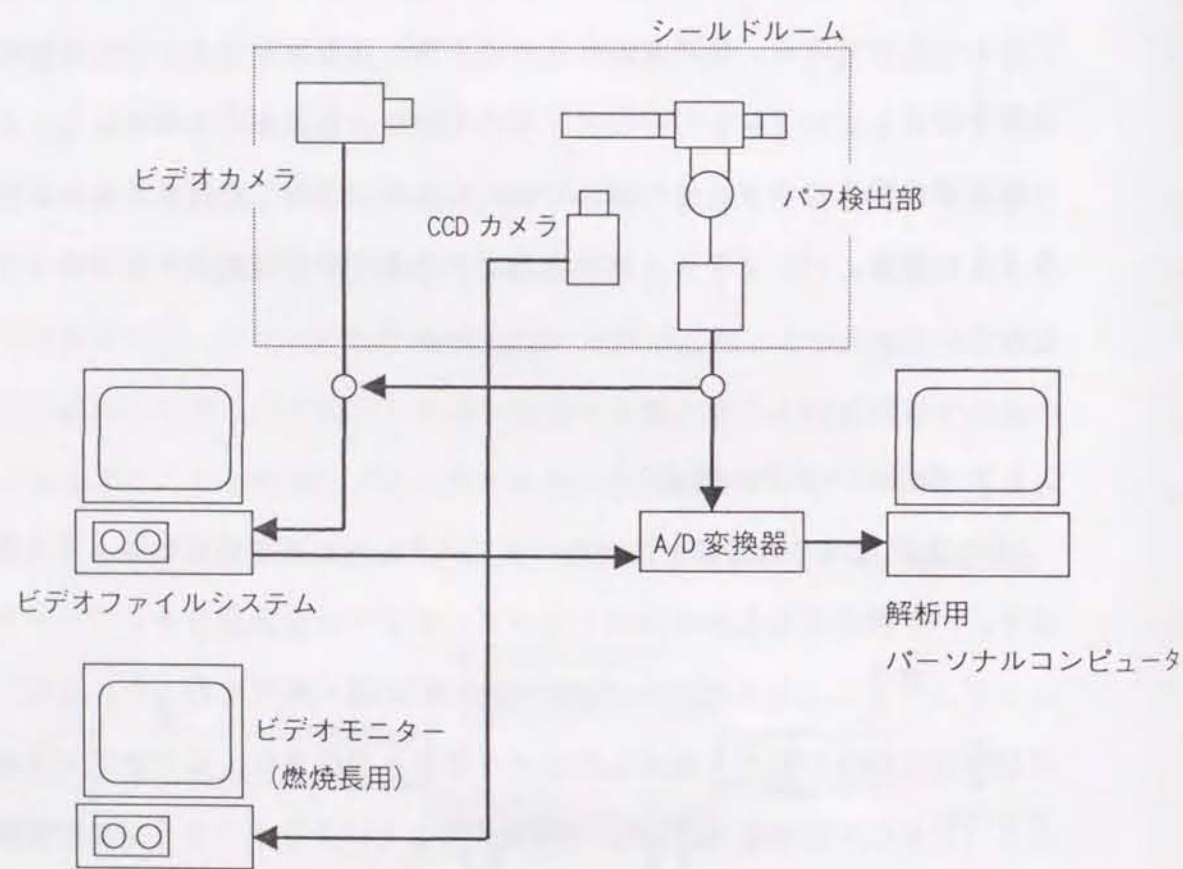 シールドルーム
ビデオカメラ
CCD カメラ
パフ検出部
A/D 変換器
ビデオファイルシステム
解析用
パーソナルコンピュータ
ビデオモニター
(燃焼長用)